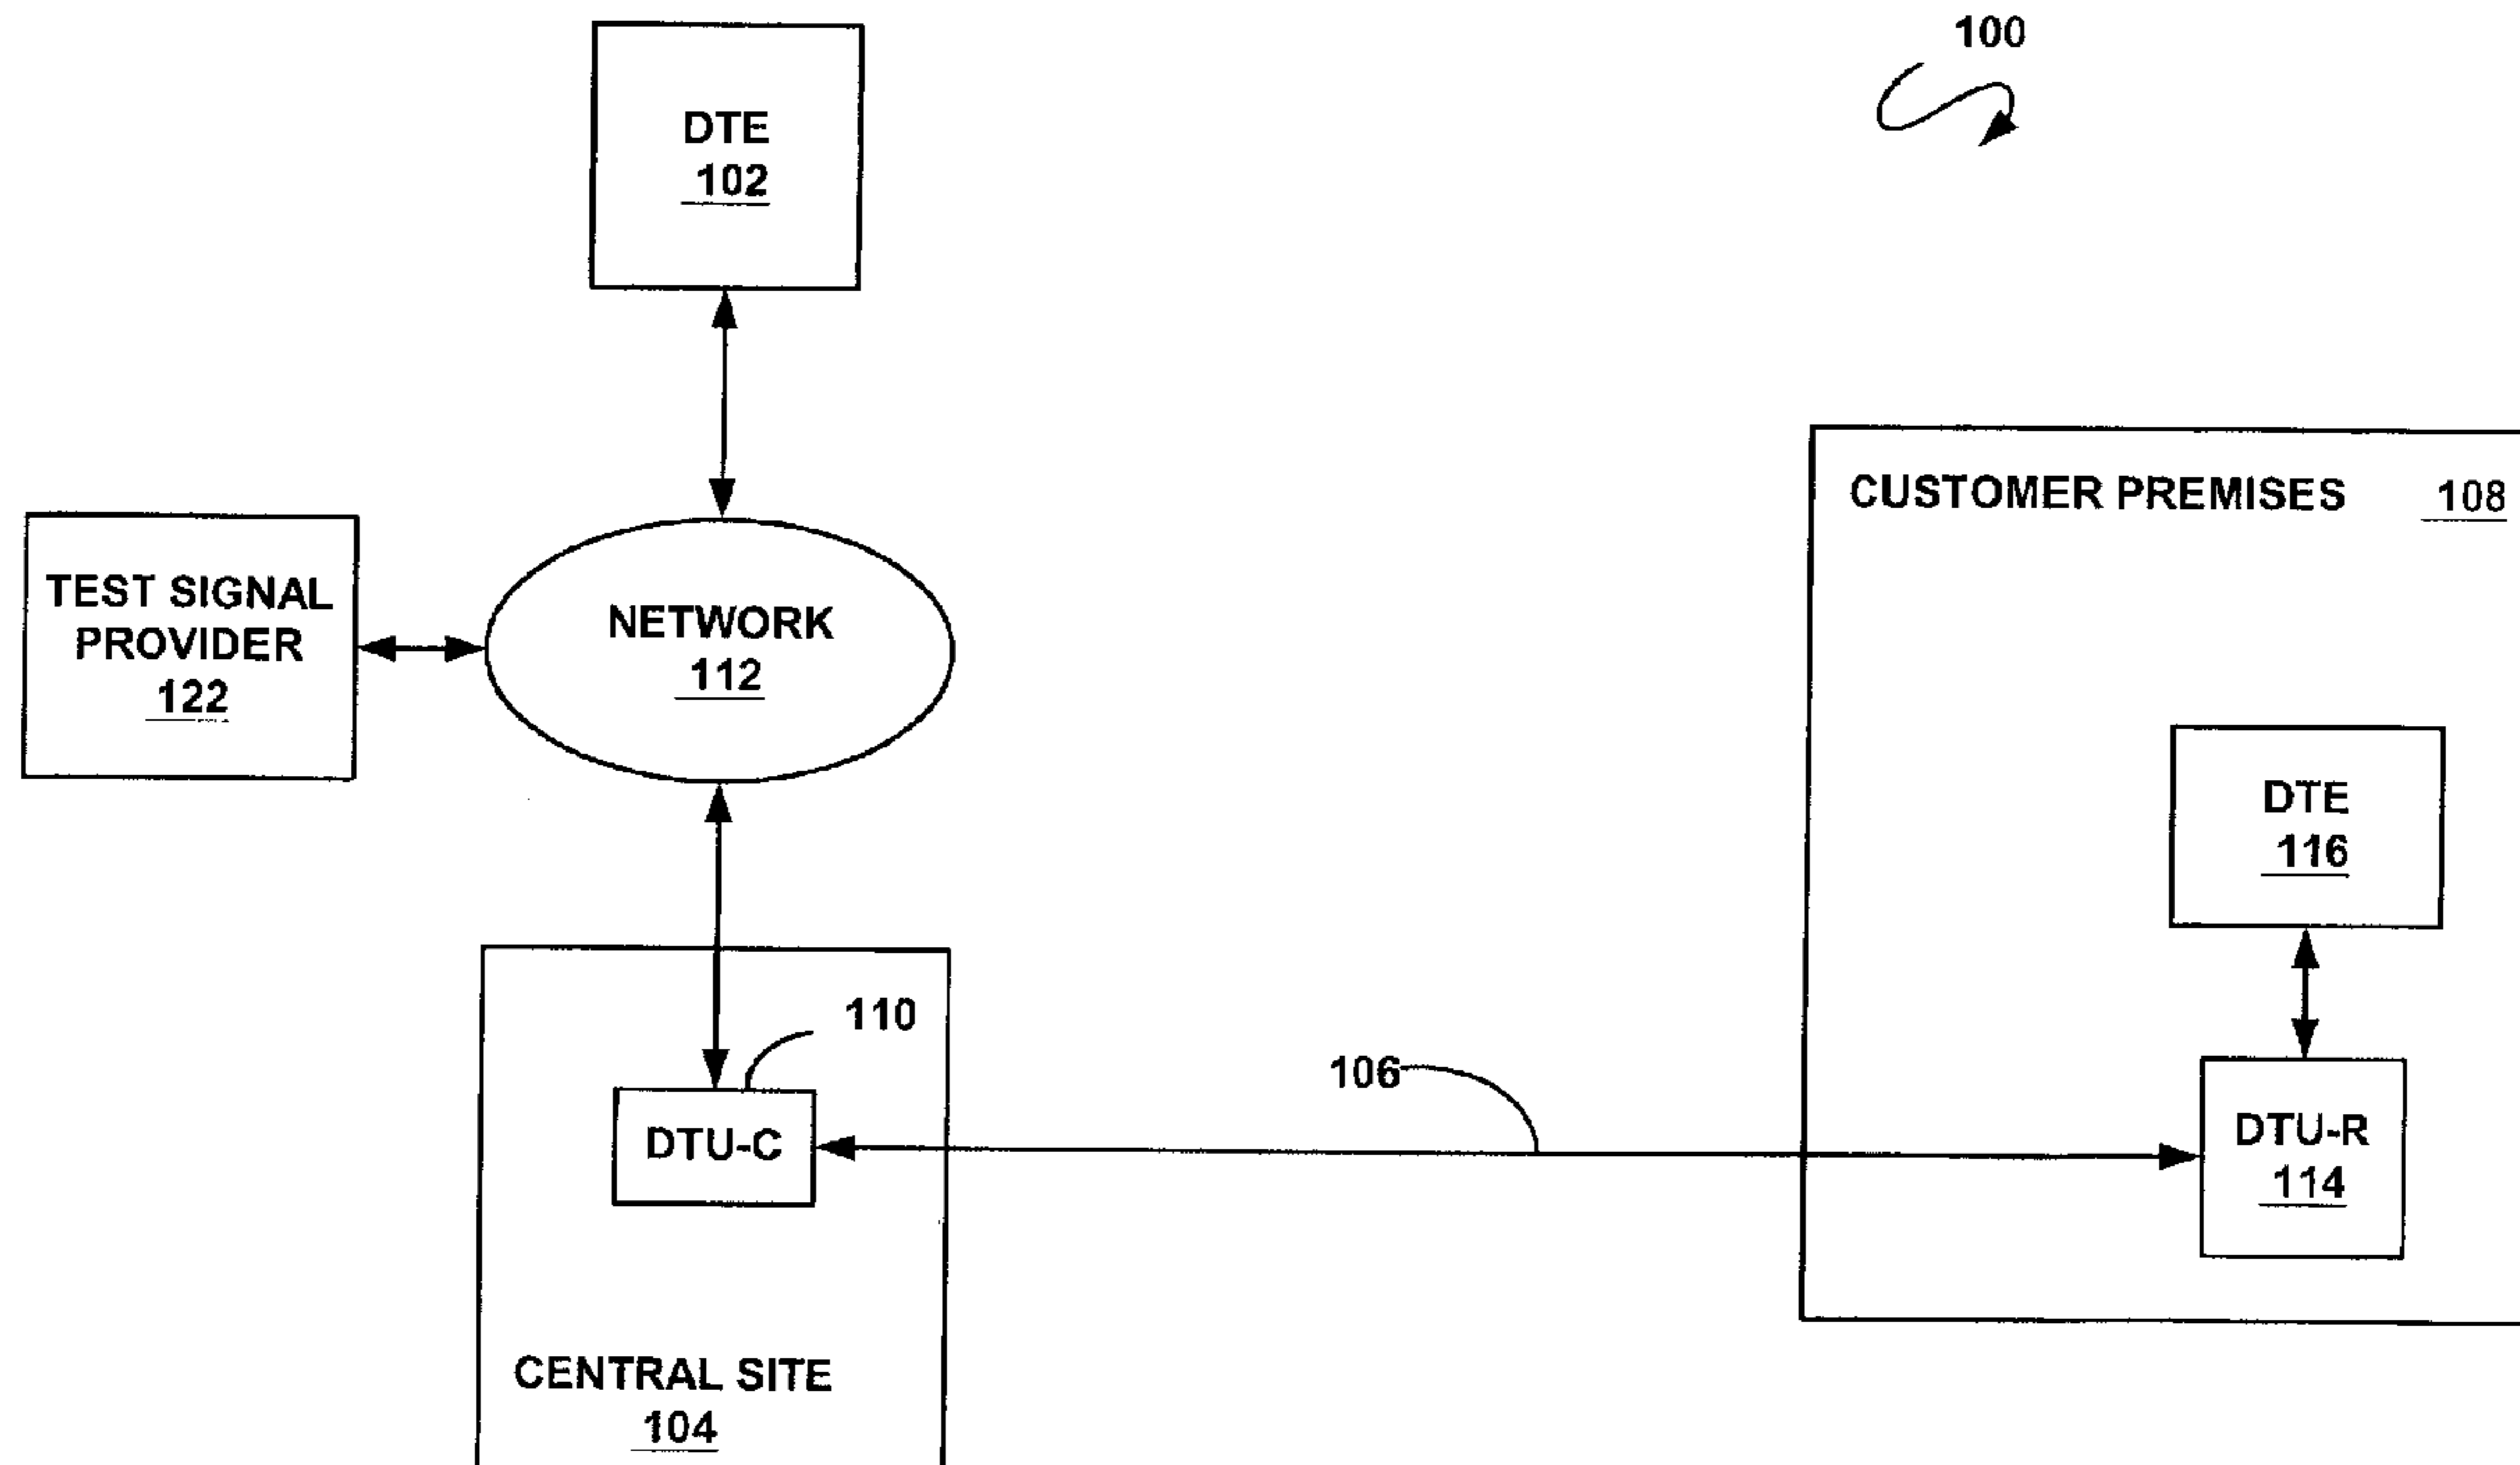 100
DTE
102
CUSTOMER PREMISES 108
TEST SIGNAL
PROVIDER
122
NETWORK
112
DTE
116
110
106
DTU-C
DTU-R
114
CENTRAL SITE
104